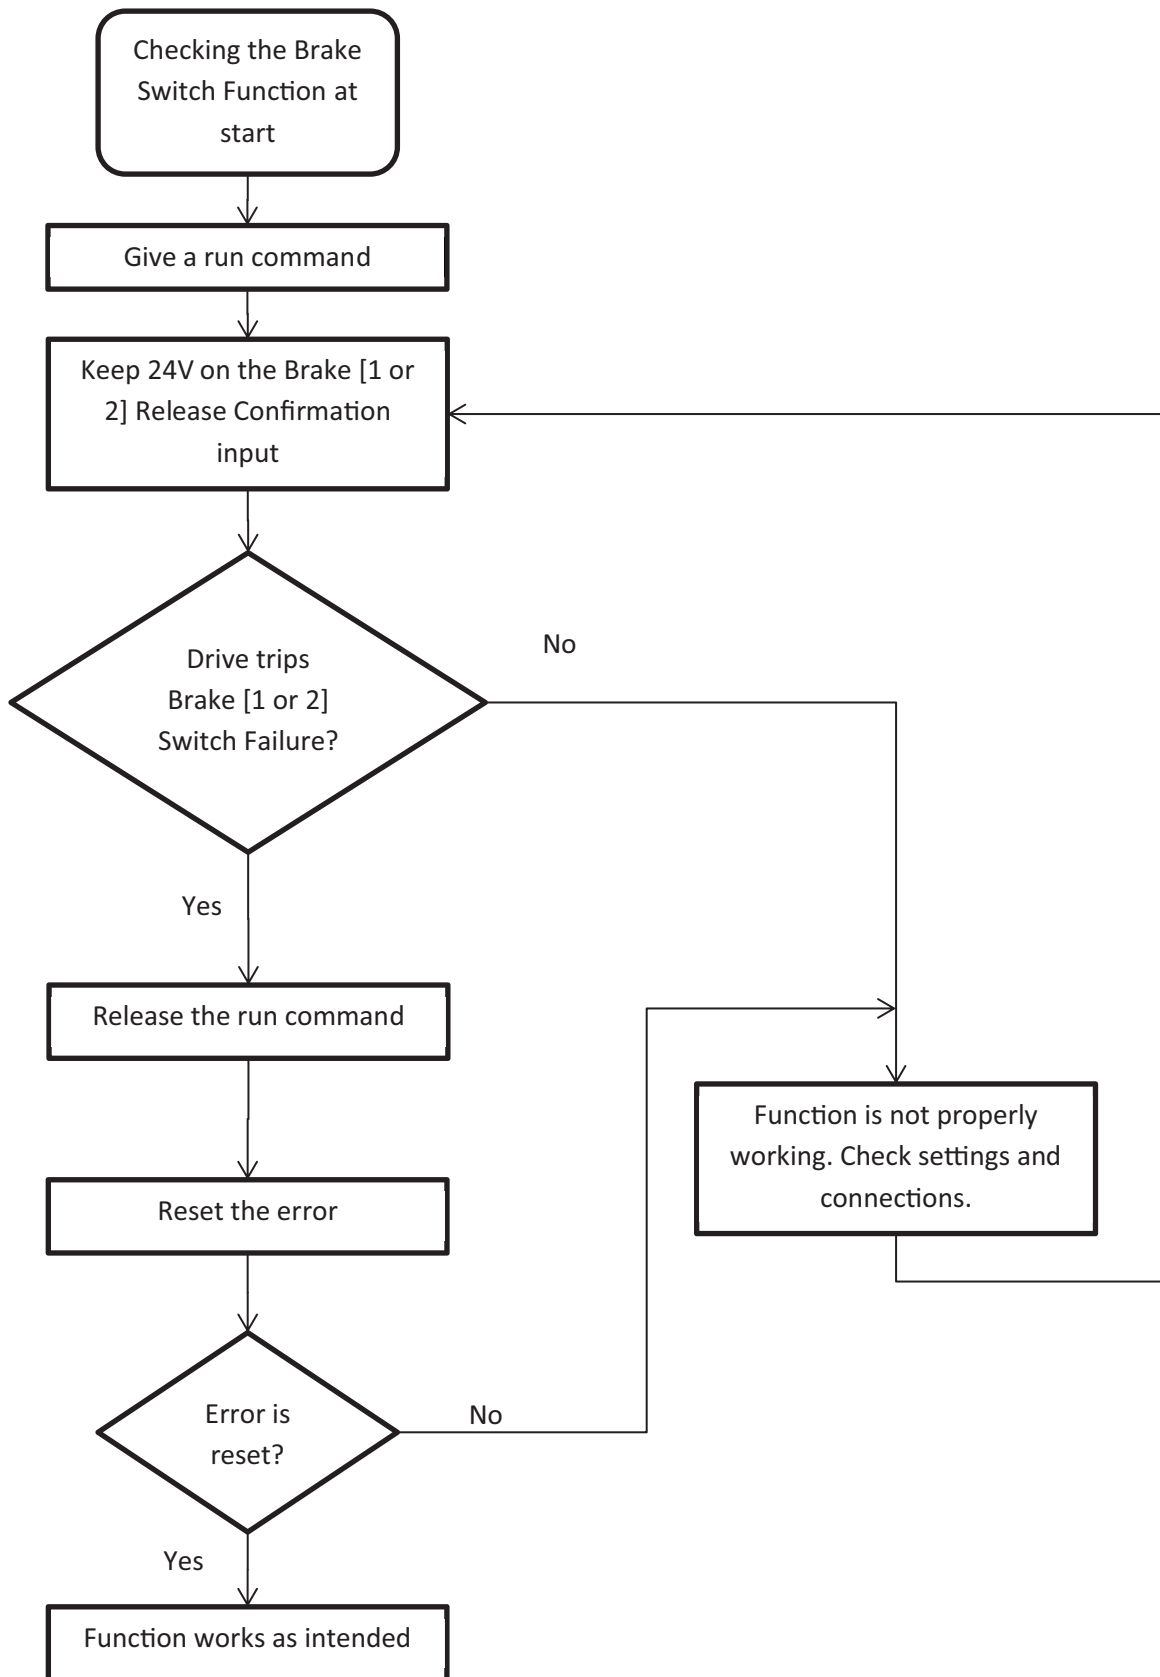 Checking the Brake
Switch Function at
start
Give a run command
Keep 24V on the Brake [1 or
2] Release Confirmation
input
Drive trips
Brake [1 or 2]
Switch Failure?
No
Yes
Release the run command
Function is not properly
working. Check settings and
connections.
Reset the error
Error is
reset?
No
Yes
Function works as intended